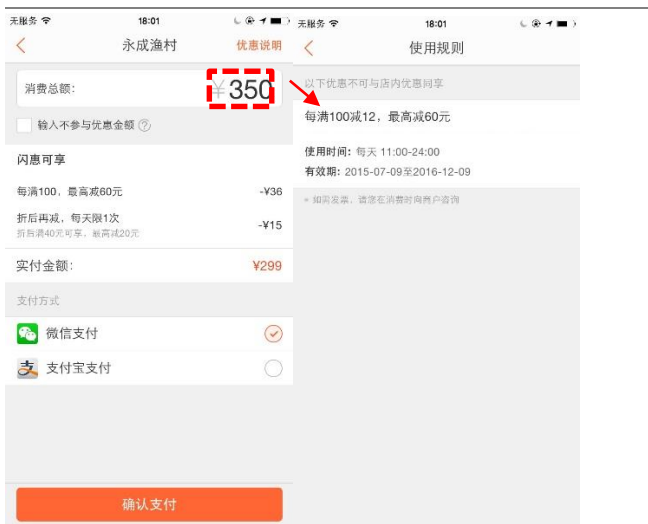 无服务 18:01
永成渔村 优惠说明
消费总额: ¥350
输入不参与优惠金额 ?
闪惠可享
每满100，最高减60元 -¥36
折后再减，每天限1次 -¥15
折后满40元可享，最高减20元
实付金额: ¥299
支付方式
微信支付
支 支付宝支付
确认支付
无服务 18:01
使用规则
以下优惠不可与店内优惠同享
每满100减12，最高减60元
使用时间: 每天 11:00-24:00
有效期: 2015-07-09至2016-12-09
* 如需发票，请您在消费时向商户咨询